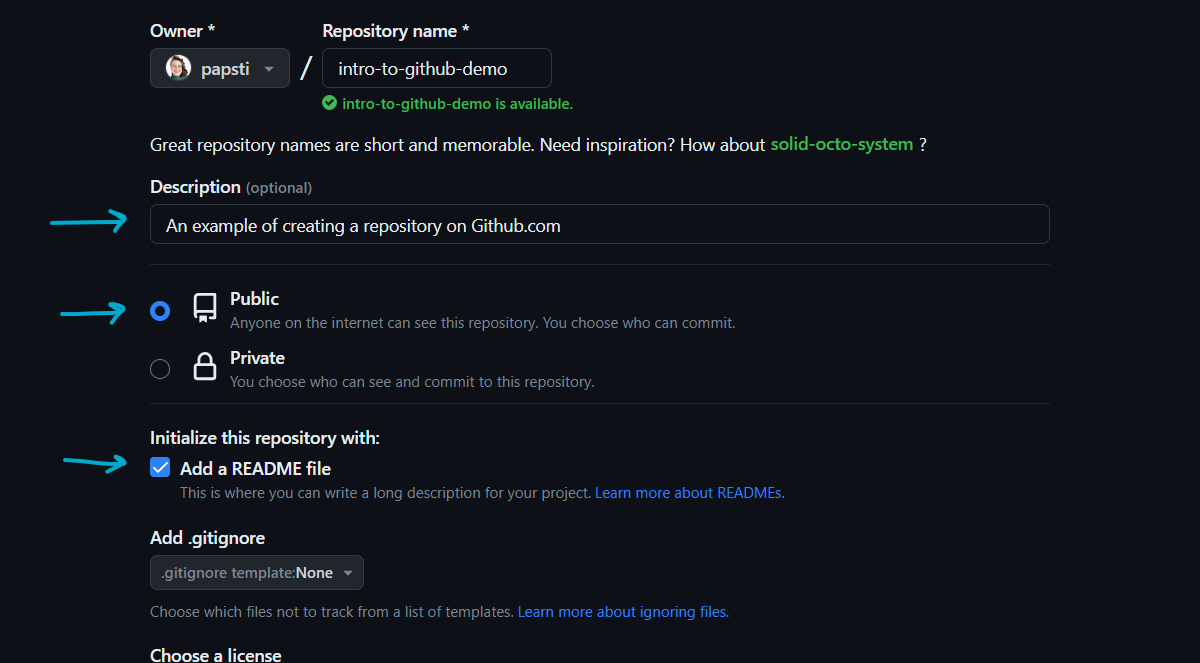 Owner *
Repository name *
papsti / intro-to-github-demo
intro-to-github-demo is available.
Great repository names are short and memorable. Need inspiration? How about solid-octo-system ?
Description (optional)
An example of creating a repository on Github.com
Public
Anyone on the internet can see this repository. You choose who can commit.
Private
You choose who can see and commit to this repository.
Initialize this repository with:
Add a README file
This is where you can write a long description for your project. Learn more about READMEs.
Add .gitignore
.gitignore template:None
Choose which files not to track from a list of templates. Learn more about ignoring files.
Choose a license